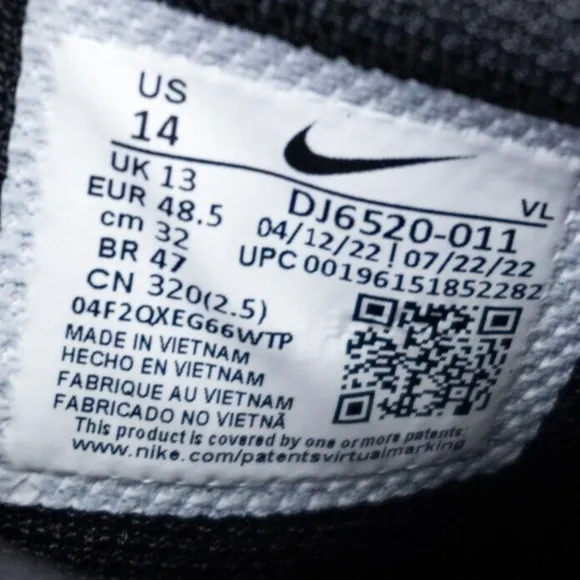 US
14
UK 13
EUR 48.5
cm 32
BR 47
CN 320(2.5)
04F2QXEG66WTP
VL
DJ6520-011
04/12/22 | 07/22/22
UPC 00196151852282
MADE IN VIETNAM
HECHO EN VIETNAM
FABRIQUE AU VIETNAM
FABRICADO NO VIETNÃ
This product is covered by one or more patents:
www.nike.com/patentsvirtualmarking